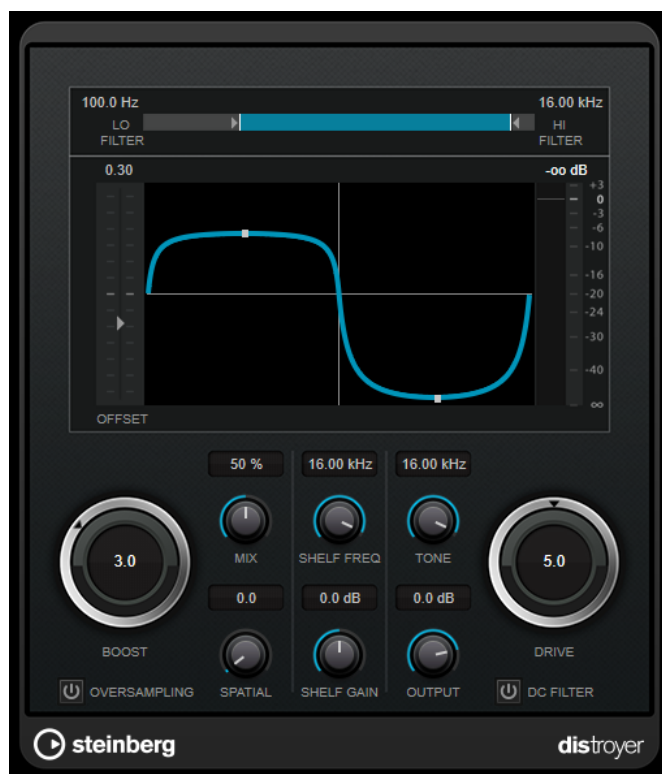 100.0 Hz 16.00 kHz
LO FILTER HI FILTER
0.30 -oo dB
+3
0
-3
-6
-10
-16
-20
-24
-30
-40
∞
OFFSET
50 % 16.00 kHz 16.00 kHz
3.0 MIX SHELF FREQ TONE 5.0
0.0 0.0 dB 0.0 dB
BOOST DRIVE
OVERSAMPLING SPATIAL SHELF GAIN OUTPUT DC FILTER
steinberg distroyer